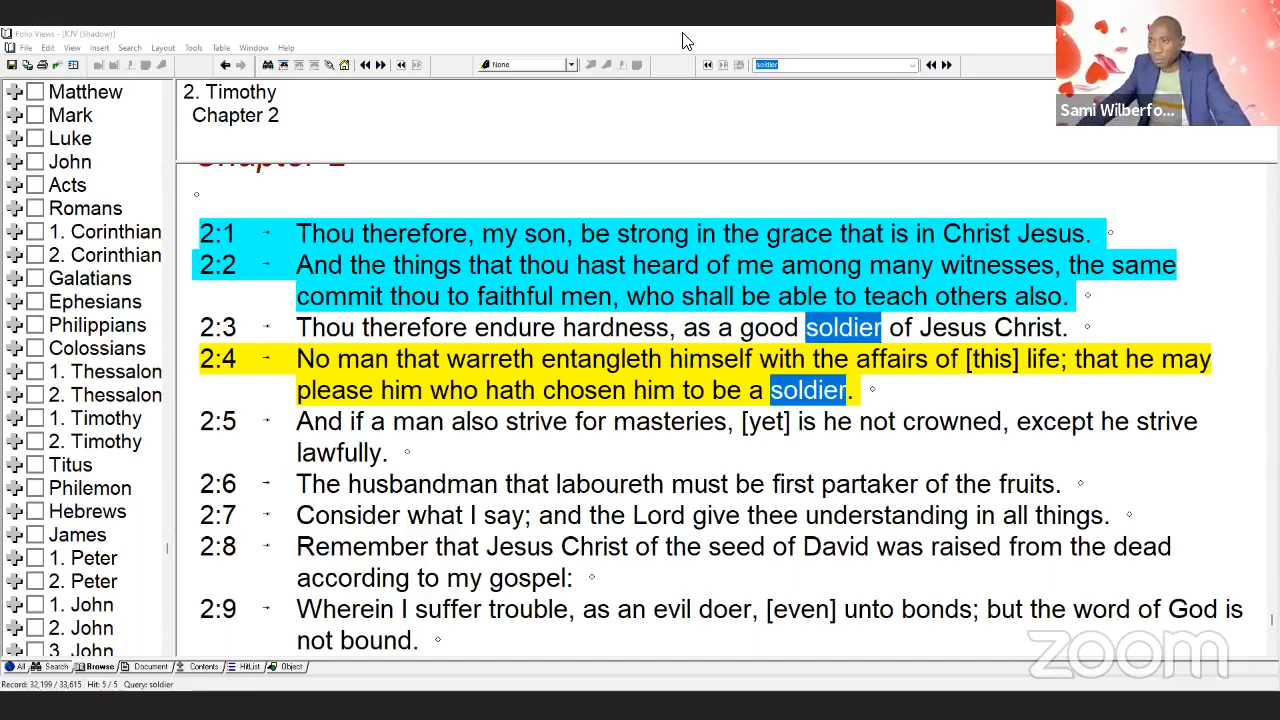 Folio Views - [KJV (Shadow)]
File Edit View Insert Search Layout Tools Table Window Help
None
soldier
Sami Wilberfo...
Matthew
Mark
Luke
John
Acts
Romans
1. Corinthian
2. Corinthian
Galatians
Ephesians
Philippians
Colossians
1. Thessalon
2. Thessalon
1. Timothy
2. Timothy
Titus
Philemon
Hebrews
James
1. Peter
2. Peter
1. John
2. John
3. John
2. Timothy
Chapter 2
Chapter 2
2:1 Thou therefore, my son, be strong in the grace that is in Christ Jesus.
2:2 And the things that thou hast heard of me among many witnesses, the same
commit thou to faithful men, who shall be able to teach others also.
2:3 Thou therefore endure hardness, as a good soldier of Jesus Christ.
2:4 No man that warreth entangleth himself with the affairs of [this] life; that he may
please him who hath chosen him to be a soldier.
2:5 And if a man also strive for masteries, [yet] is he not crowned, except he strive
lawfully.
2:6 The husbandman that laboureth must be first partaker of the fruits.
2:7 Consider what I say; and the Lord give thee understanding in all things.
2:8 Remember that Jesus Christ of the seed of David was raised from the dead
according to my gospel:
2:9 Wherein I suffer trouble, as an evil doer, [even] unto bonds; but the word of God is
not bound.
zoom
All Search Browse Document Contents HitList Object
Record: 32,199 / 33,615 Hit: 5 / 5 Query: soldier